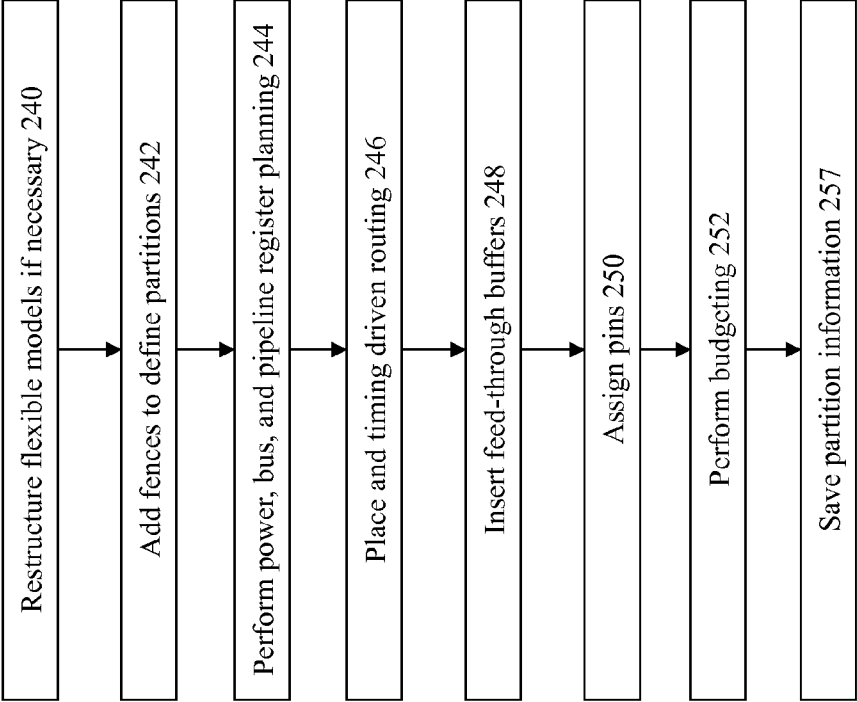 Restructure flexible models if necessary 240
Add fences to define partitions 242
Perform power, bus, and pipeline register planning 244
Place and timing driven routing 246
Insert feed-through buffers 248
Assign pins 250
Perform budgeting 252
Save partition information 257